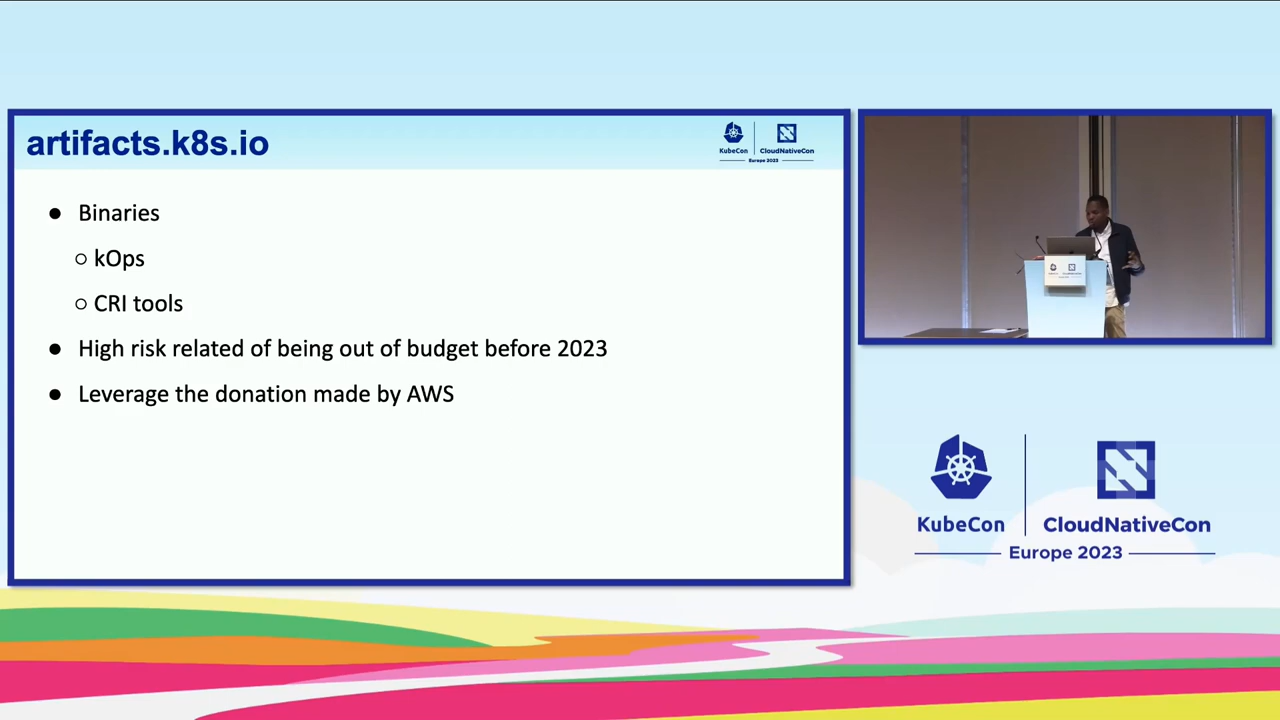 artifacts.k8s.io
KubeCon
CloudNativeCon
Europe 2023
● Binaries
○ kOps
○ CRI tools
● High risk related of being out of budget before 2023
● Leverage the donation made by AWS
KubeCon
CloudNativeCon
Europe 2023